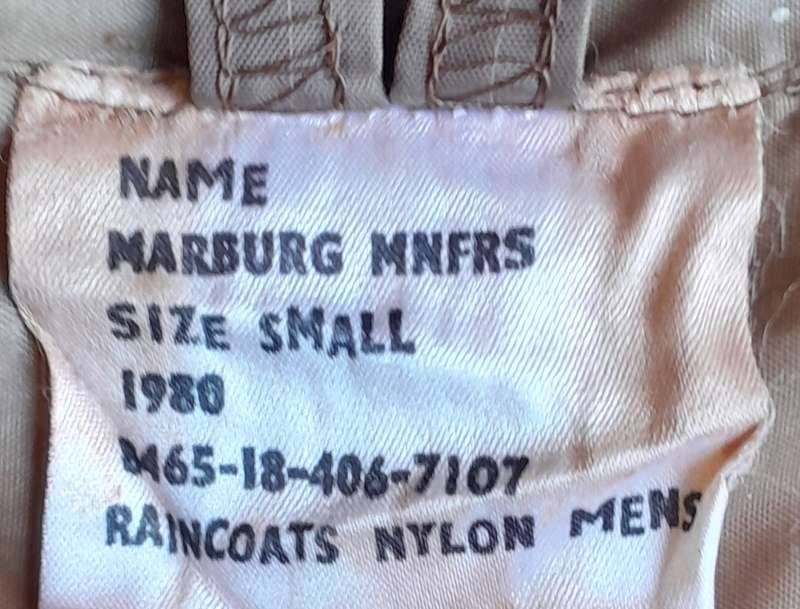 NAME
MARBURG MNFRS
SIZE SMALL
1980
8465-18-406-7107
RAINCOATS NYLON MENS